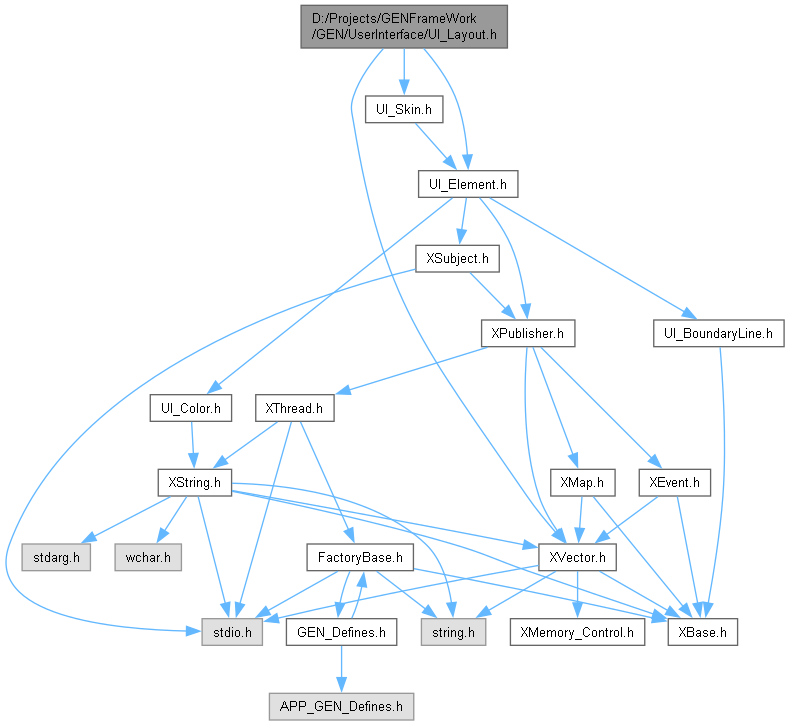 D:/Projects/GENFrameWork
/GEN/UserInterface/UI_Layout.h
UI_Skin.h
UI_Element.h
XSubject.h
XPublisher.h
UI_BoundaryLine.h
UI_Color.h
XThread.h
XString.h
XMap.h
XEvent.h
stdarg.h
wchar.h
FactoryBase.h
XVector.h
stdio.h
GEN_Defines.h
string.h
XMemory_Control.h
XBase.h
APP_GEN_Defines.h